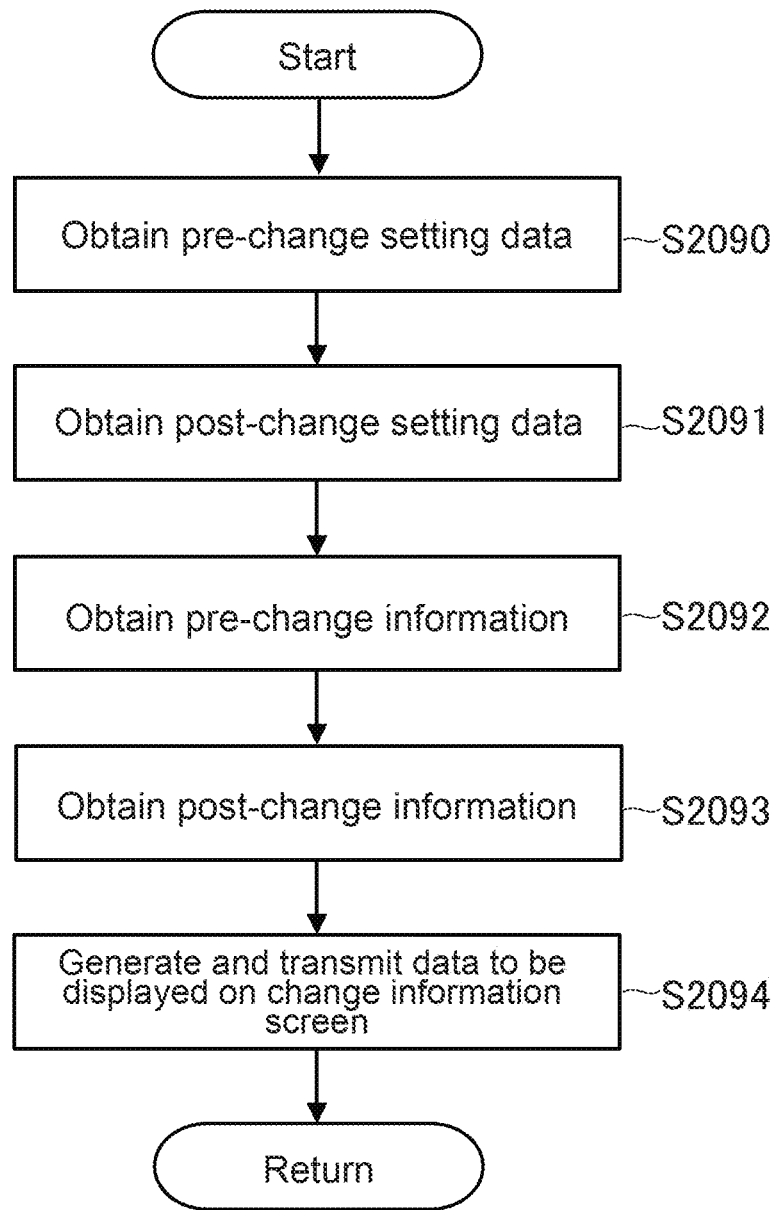 Start
Obtain pre-change setting data
S2090
Obtain post-change setting data
S2091
Obtain pre-change information
S2092
Obtain post-change information
S2093
Generate and transmit data to be
displayed on change information
screen
S2094
Return